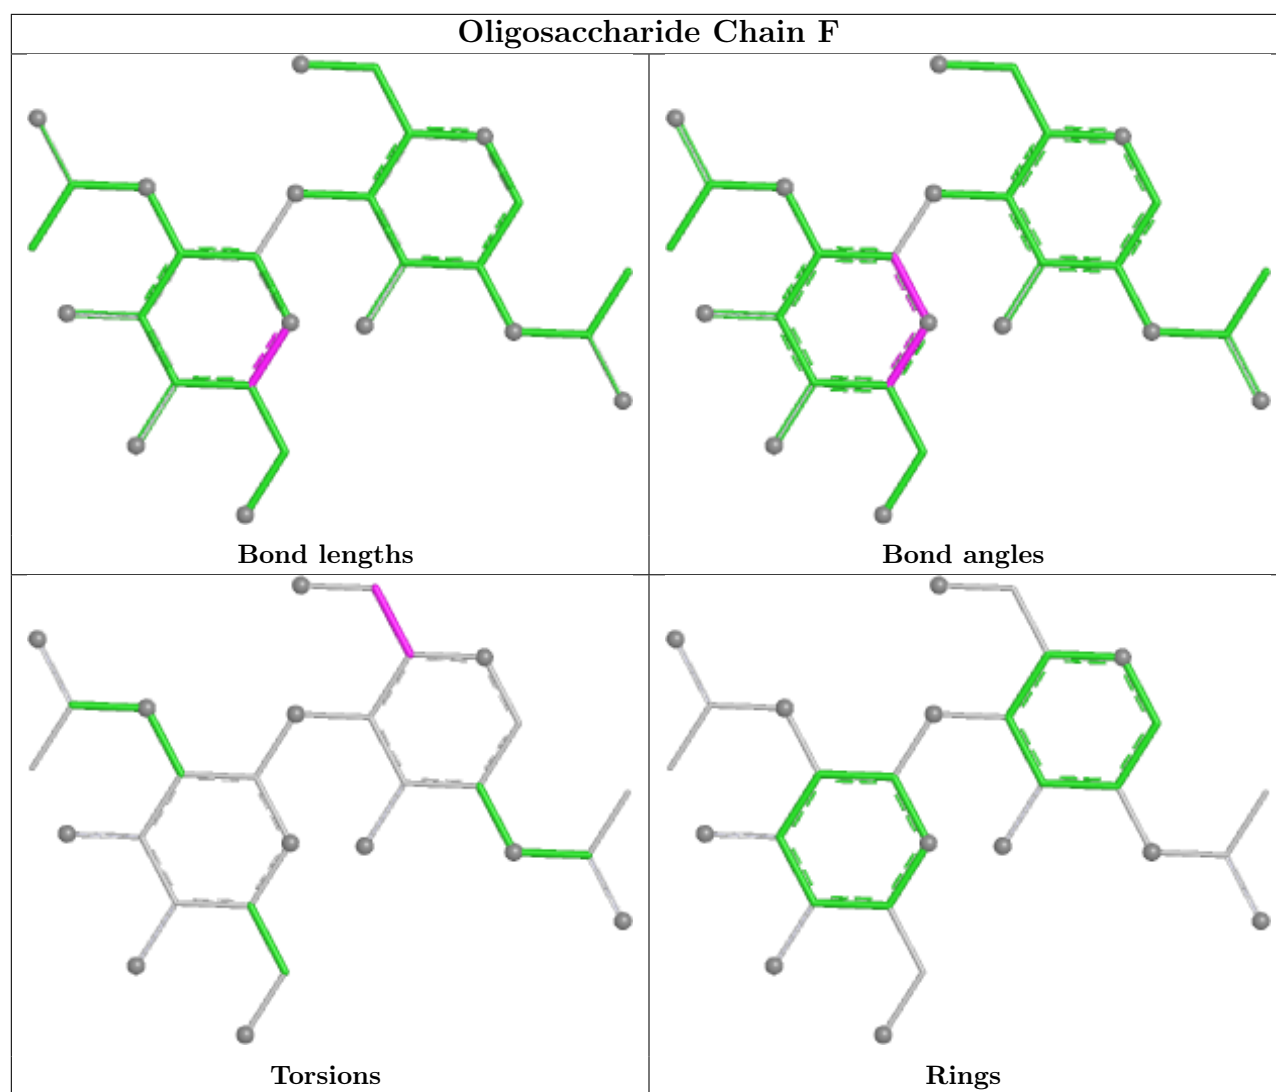 Oligosaccharide Chain F
Bond lengths
Bond angles
Torsions
Rings